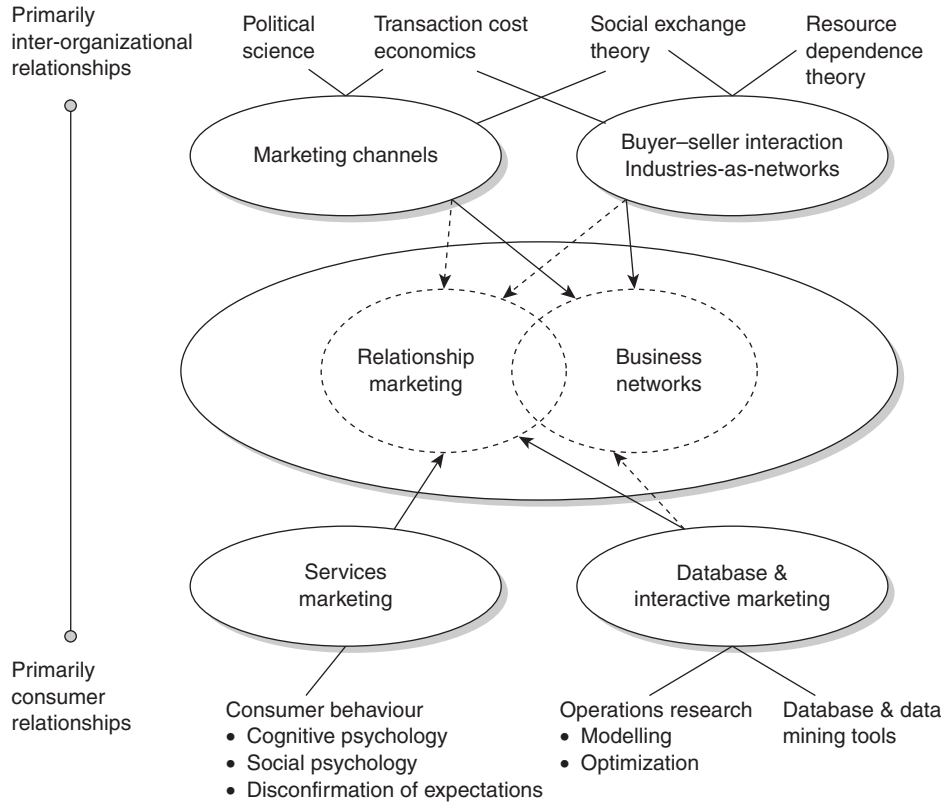 Primarily
inter-organizational
relationships
Political
science
Transaction cost
economics
Social exchange
theory
Resource
dependence
theory
Marketing channels
Buyer–seller interaction
Industries-as-networks
Relationship
marketing
Business
networks
Services
marketing
Database &
interactive marketing
Primarily
consumer
relationships
Consumer behaviour
• Cognitive psychology
• Social psychology
• Disconfirmation of expectations
Operations research
• Modelling
• Optimization
Database & data
mining tools